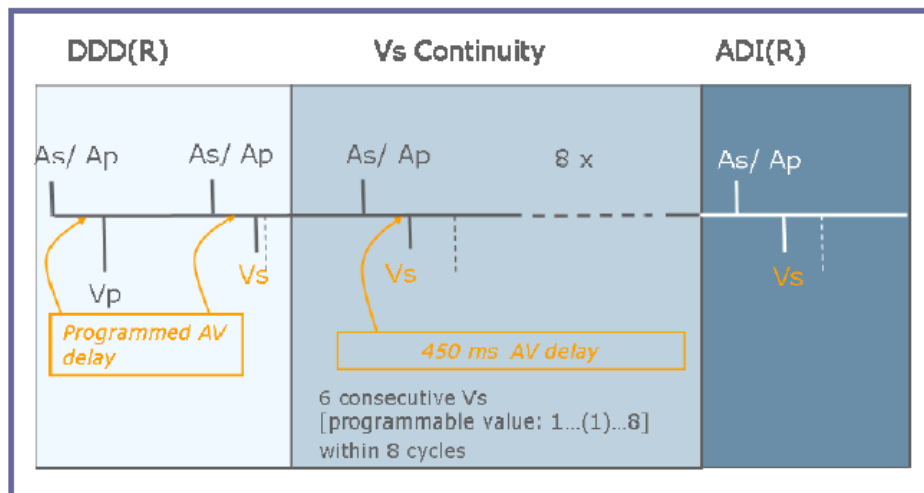 DDD(R)
Vs Continuity
ADI(R)
As/ Ap
As/ Ap
As/ Ap
8 x
As/ Ap
Vp
Vs
Vs
Vs
Programmed AV
delay
450 ms AV delay
6 consecutive Vs
[programmable value: 1...(1)...8]
within 8 cycles